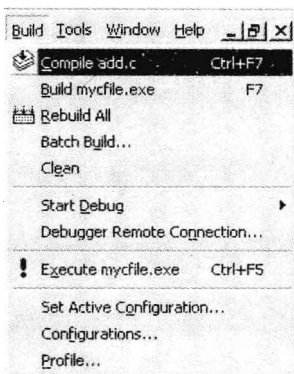 Build Tools Window Help
Compile add.c Ctrl+F7
Build mycfile.exe F7
Rebuild All
Batch Build...
Clean
Start Debug
Debugger Remote Connection...
Execute mycfile.exe Ctrl+F5
Set Active Configuration...
Configurations...
Profile...